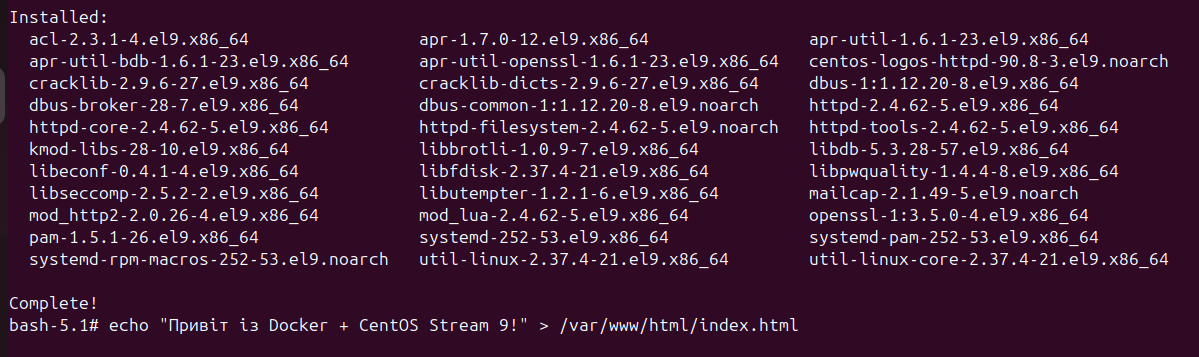 Installed:
acl-2.3.1-4.el9.x86_64 apr-1.7.0-12.el9.x86_64 apr-util-1.6.1-23.el9.x86_64
apr-util-bdb-1.6.1-23.el9.x86_64 apr-util-openssl-1.6.1-23.el9.x86_64 centos-logos-httpd-90.8-3.el9.noarch
cracklib-2.9.6-27.el9.x86_64 cracklib-dicts-2.9.6-27.el9.x86_64 dbus-1:1.12.20-8.el9.x86_64
dbus-broker-28-7.el9.x86_64 dbus-common-1:1.12.20-8.el9.noarch httpd-2.4.62-5.el9.x86_64
httpd-core-2.4.62-5.el9.x86_64 httpd-filesystem-2.4.62-5.el9.noarch httpd-tools-2.4.62-5.el9.x86_64
kmod-libs-28-10.el9.x86_64 libbrotli-1.0.9-7.el9.x86_64 libdb-5.3.28-57.el9.x86_64
libeconf-0.4.1-4.el9.x86_64 libfdisk-2.37.4-21.el9.x86_64 libpwquality-1.4.4-8.el9.x86_64
libseccomp-2.5.2-2.el9.x86_64 libutempter-1.2.1-6.el9.x86_64 mailcap-2.1.49-5.el9.noarch
mod_http2-2.0.26-4.el9.x86_64 mod_lua-2.4.62-5.el9.x86_64 openssl-1:3.5.0-4.el9.x86_64
pam-1.5.1-26.el9.x86_64 systemd-252-53.el9.x86_64 systemd-pam-252-53.el9.x86_64
systemd-rpm-macros-252-53.el9.noarch util-linux-2.37.4-21.el9.x86_64 util-linux-core-2.37.4-21.el9.x86_64
Complete!
bash-5.1# echo "Привіт із Docker + CentOS Stream 9!" > /var/www/html/index.html